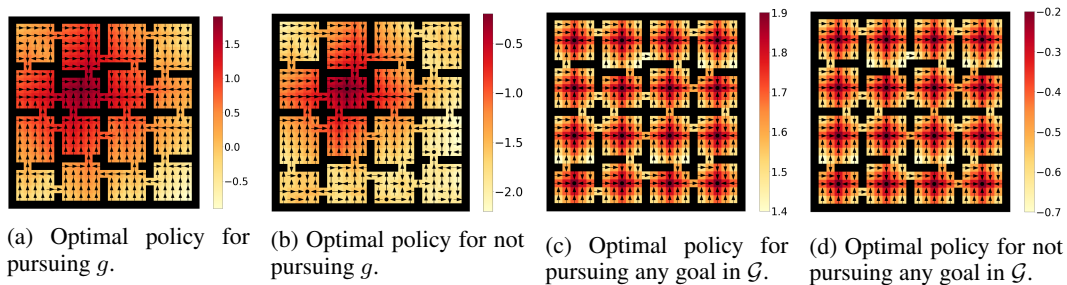 1.5
1.0
0.5
0.0
−0.5
−0.5
−1.0
−1.5
−2.0
1.9
1.8
1.7
1.6
1.5
1.4
−0.2
−0.3
−0.4
−0.5
−0.6
−0.7
(a) Optimal policy for
pursuing g.
(b) Optimal policy for not
pursuing g.
(c) Optimal policy for
pursuing any goal in 𝒢.
(d) Optimal policy for not
pursuing any goal in 𝒢.